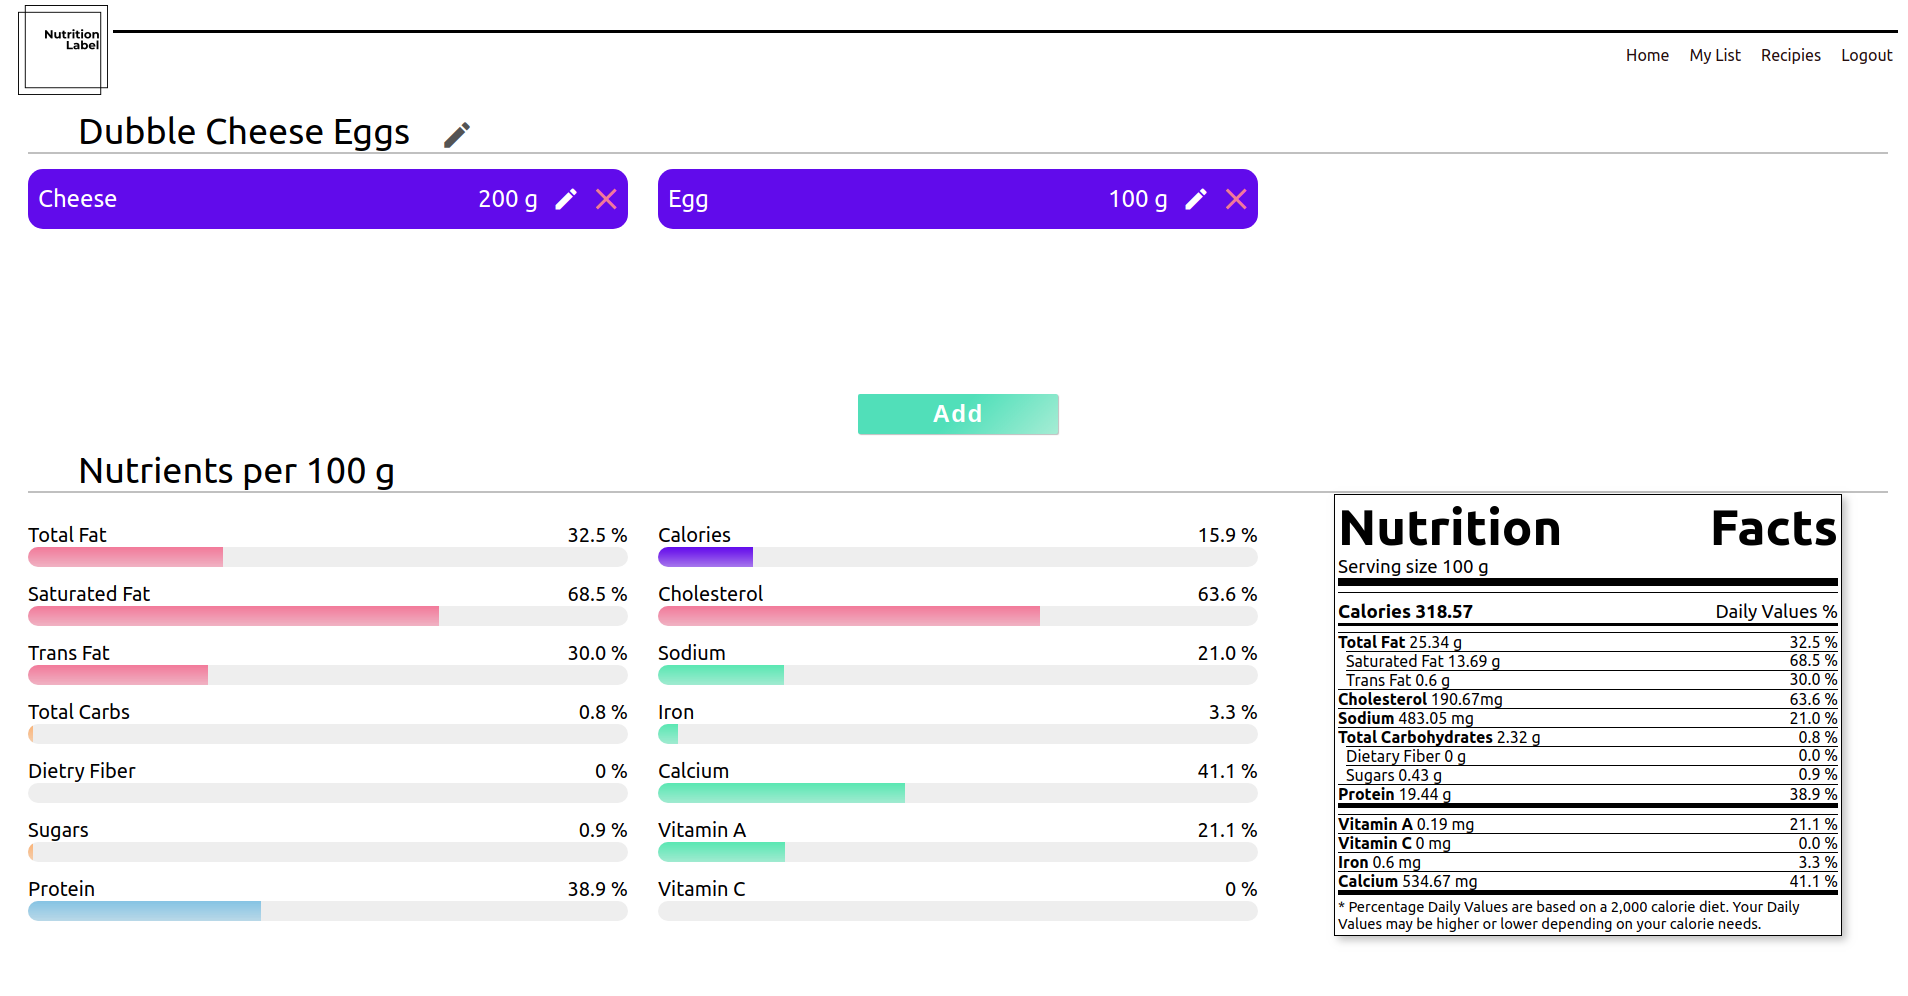 Nutrition
Label
Home My List Recipies Logout
Dubble Cheese Eggs
Cheese 200 g
Egg 100 g
Add
Nutrients per 100 g
Total Fat 32.5 %
Saturated Fat 68.5 %
Trans Fat 30.0 %
Total Carbs 0.8 %
Dietry Fiber 0 %
Sugars 0.9 %
Protein 38.9 %
Calories 15.9 %
Cholesterol 63.6 %
Sodium 21.0 %
Iron 3.3 %
Calcium 41.1 %
Vitamin A 21.1 %
Vitamin C 0 %
Nutrition Facts
Serving size 100 g
Calories 318.57 Daily Values %
Total Fat 25.34 g 32.5 %
Saturated Fat 13.69 g 68.5 %
Trans Fat 0.6 g 30.0 %
Cholesterol 190.67mg 63.6 %
Sodium 483.05 mg 21.0 %
Total Carbohydrates 2.32 g 0.8 %
Dietary Fiber 0 g 0.0 %
Sugars 0.43 g 0.9 %
Protein 19.44 g 38.9 %
Vitamin A 0.19 mg 21.1 %
Vitamin C 0 mg 0.0 %
Iron 0.6 mg 3.3 %
Calcium 534.67 mg 41.1 %
* Percentage Daily Values are based on a 2,000 calorie diet. Your Daily
Values may be higher or lower depending on your calorie needs.